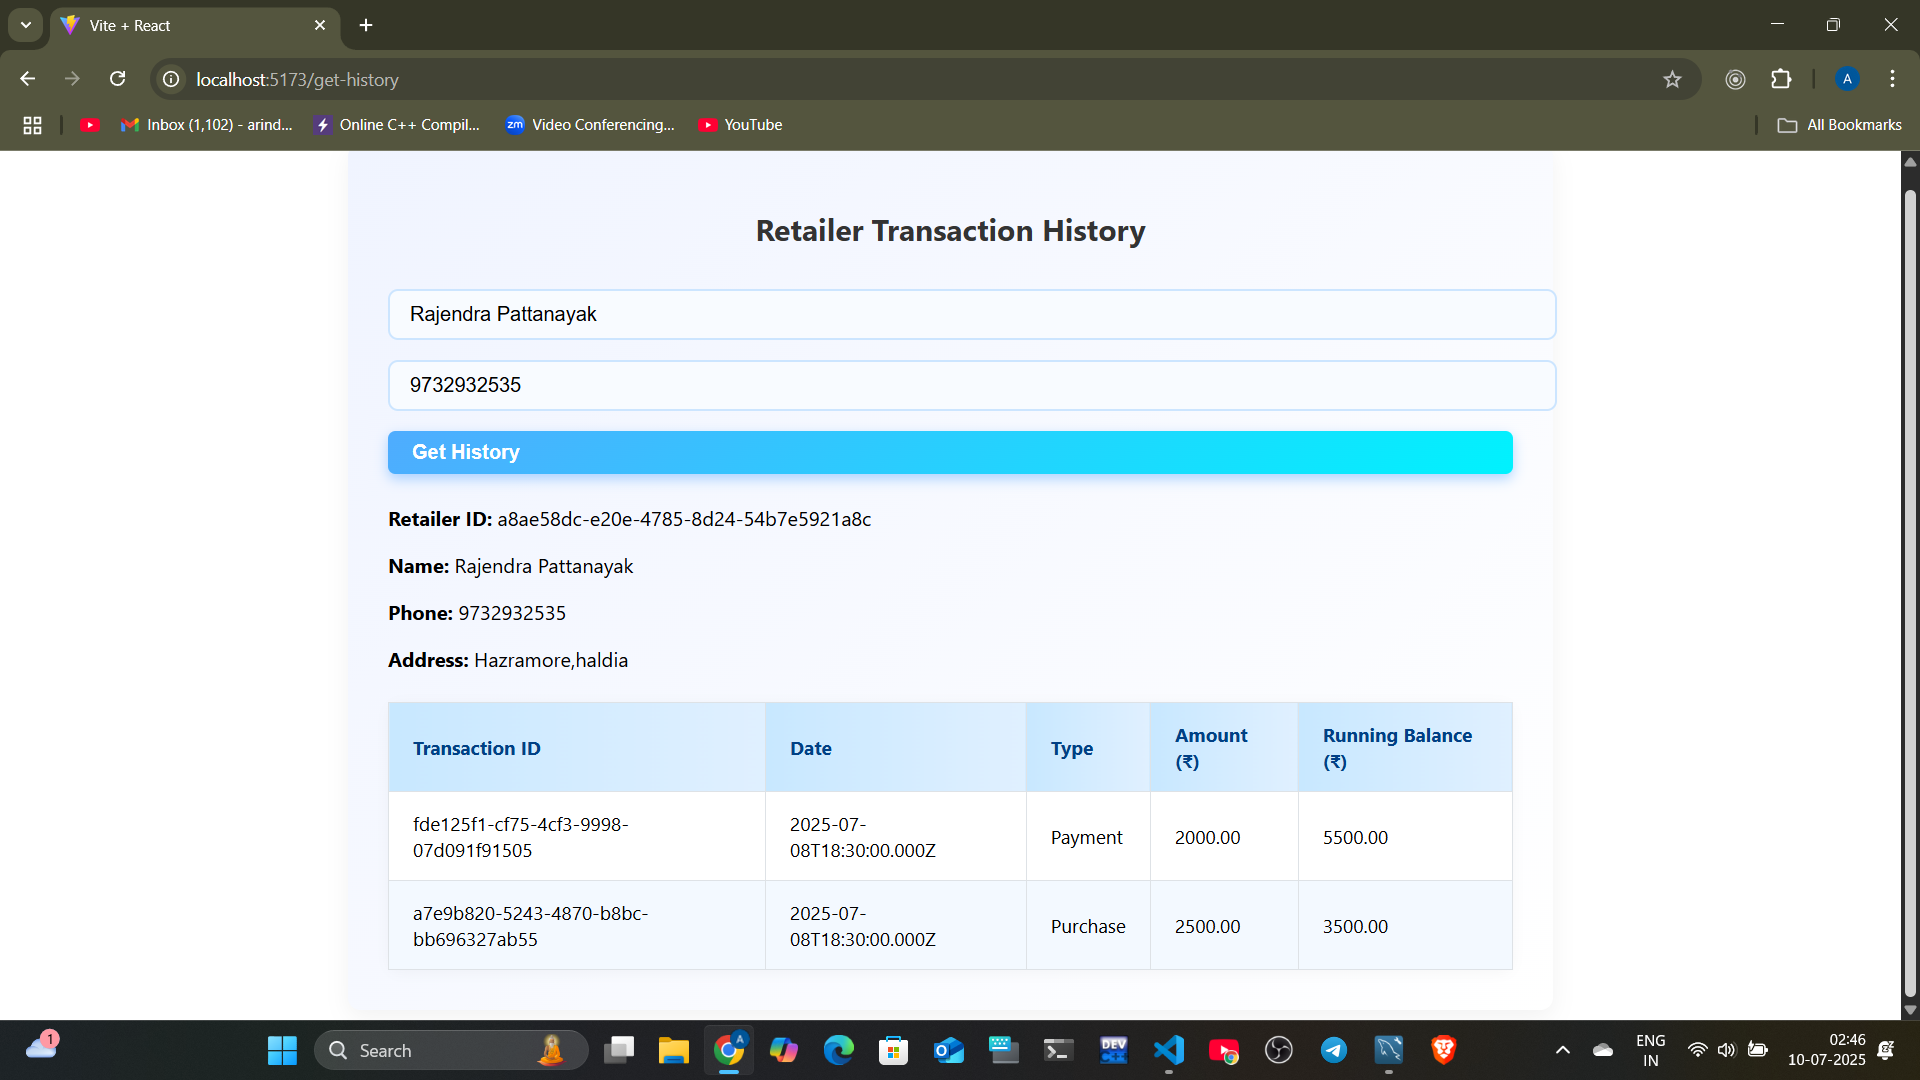 Vite + React
localhost:5173/get-history
A
Inbox (1,102) - arind...
Online C++ Compil...
zm
Video Conferencing...
YouTube
All Bookmarks
Retailer Transaction History
Rajendra Pattanayak
9732932535
Get History
Retailer ID: a8ae58dc-e20e-4785-8d24-54b7e5921a8c
Name: Rajendra Pattanayak
Phone: 9732932535
Address: Hazramore,haldia
Transaction ID Date Type Amount (₹) Running Balance (₹)
fde125f1-cf75-4cf3-9998-07d091f91505 2025-07-08T18:30:00.000Z Payment 2000.00 5500.00
a7e9b820-5243-4870-b8bc-bb696327ab55 2025-07-08T18:30:00.000Z Purchase 2500.00 3500.00
1
Search
A
DEV
ENG
IN
02:46
10-07-2025